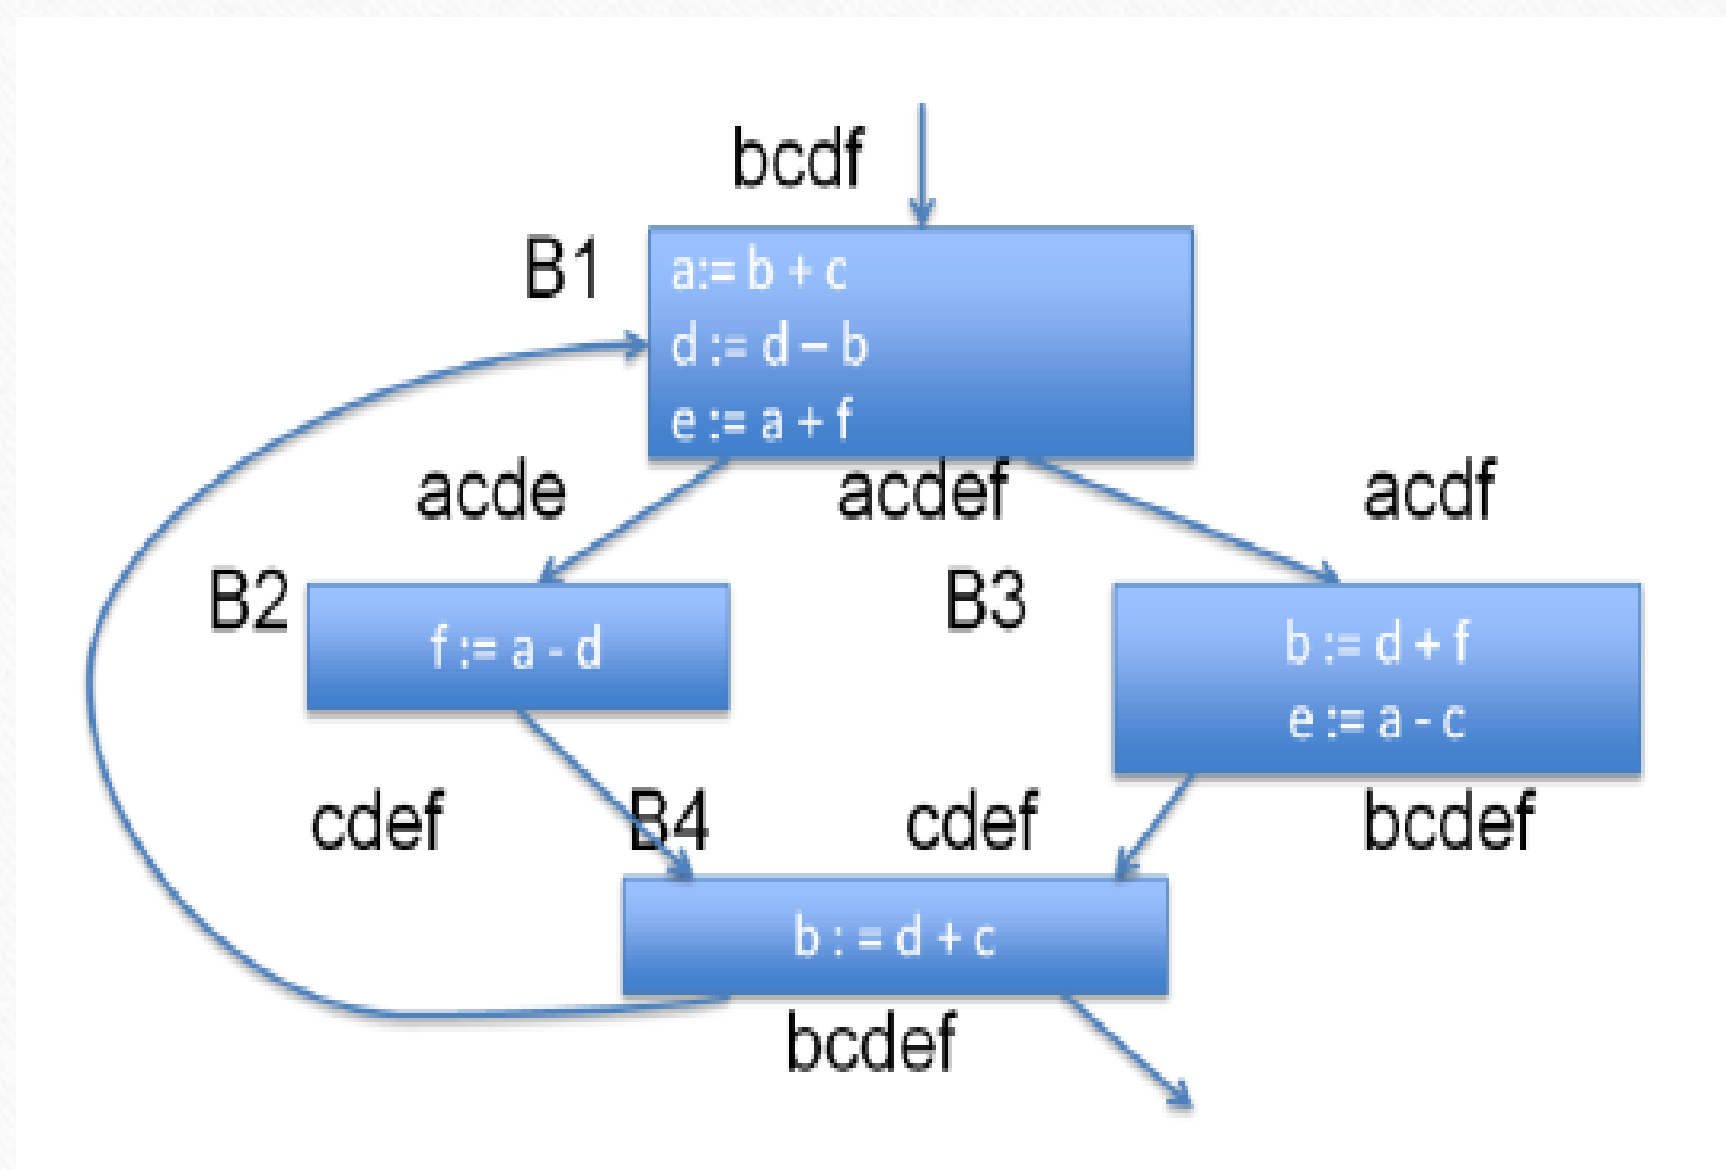 bcdf
B1
a:= b + c
d := d – b
e := a + f
acde
acdef
acdf
B2
B3
f := a - d
b := d + f
e := a - c
cdef
B4
cdef
bcdef
b : = d + c
bcdef